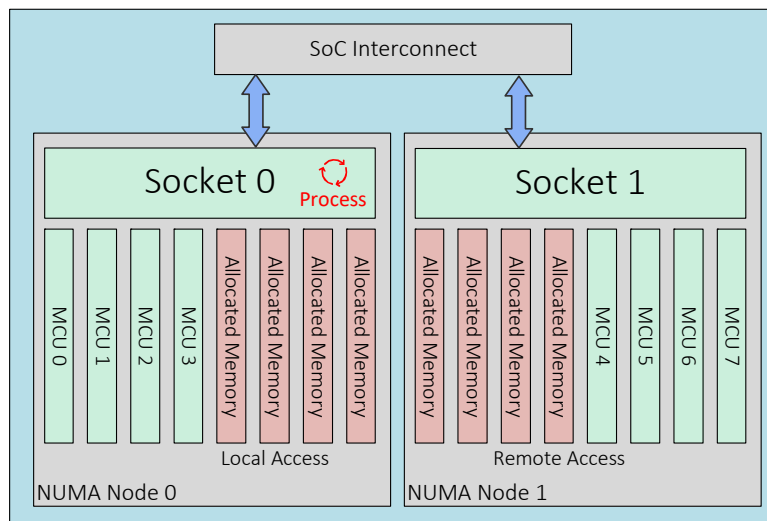 SoC Interconnect
Socket 0
Process
MCU 0
MCU 1
MCU 2
MCU 3
Allocated Memory
Allocated Memory
Allocated Memory
Allocated Memory
Local Access
NUMA Node 0
Socket 1
Allocated Memory
Allocated Memory
Allocated Memory
Allocated Memory
MCU 4
MCU 5
MCU 6
MCU 7
Remote Access
NUMA Node 1